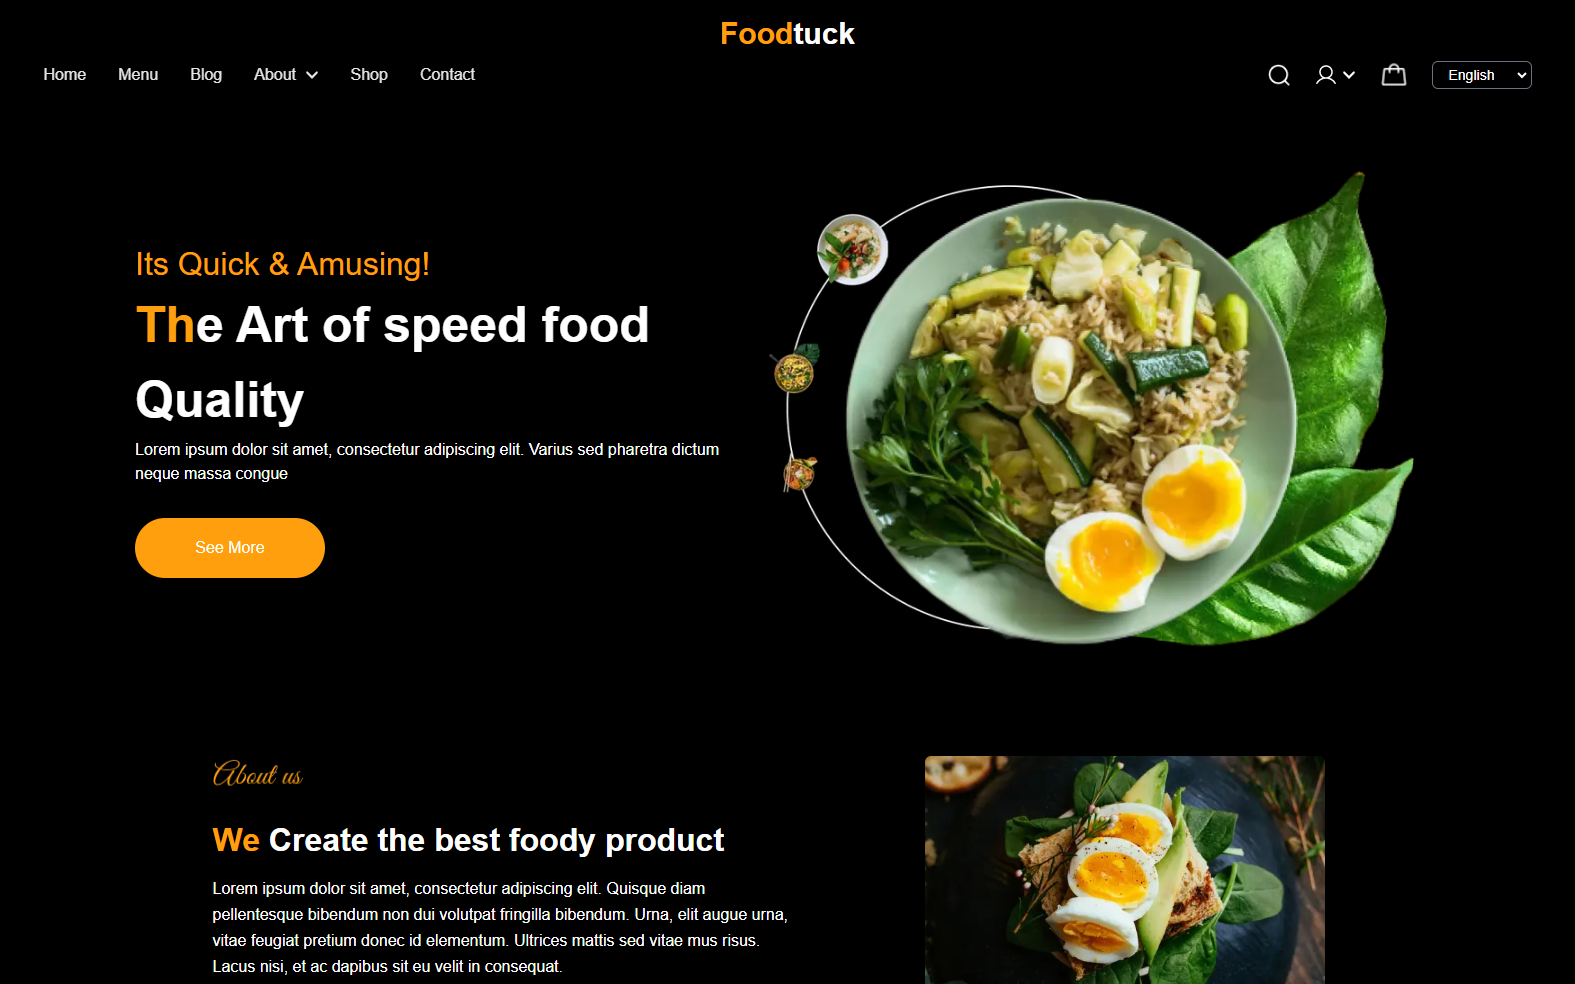 Foodtuck
Home Menu Blog About Shop Contact English
Its Quick & Amusing!
The Art of speed food
Quality
Lorem ipsum dolor sit amet, consectetur adipiscing elit. Varius sed pharetra dictum
neque massa congue
See More
About us
We Create the best foody product
Lorem ipsum dolor sit amet, consectetur adipiscing elit. Quisque diam
pellentesque bibendum non dui volutpat fringilla bibendum. Urna, elit augue urna,
vitae feugiat pretium donec id elementum. Ultrices mattis sed vitae mus risus.
Lacus nisi, et ac dapibus sit eu velit in consequat.